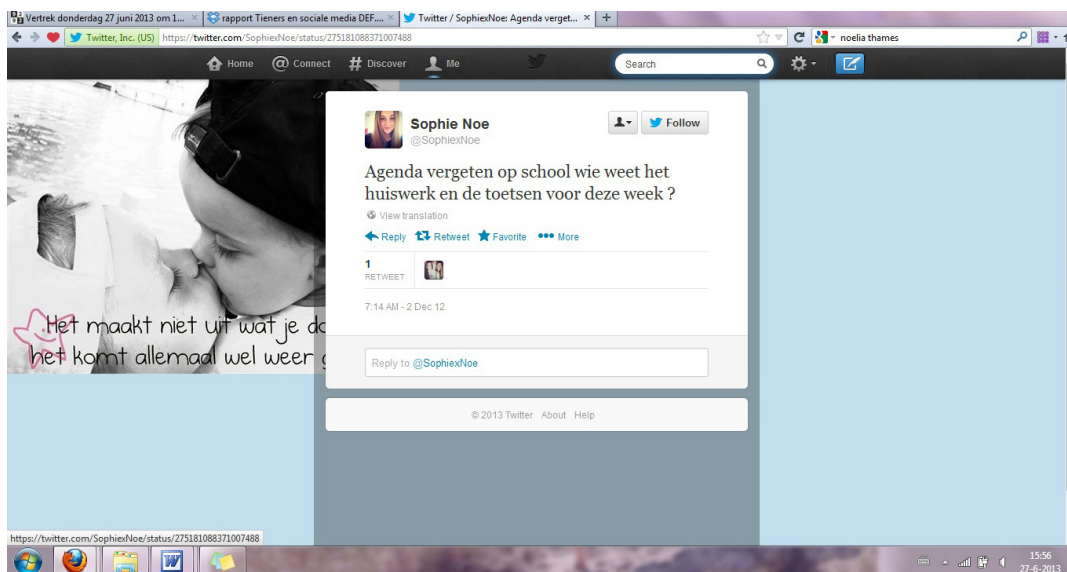 Vertrek donderdag 27 juni 2013 om 1...
rapport Tieners en sociale media DEF....
Twitter / SophiexNoe: Agenda verget...
Twitter, Inc. (US)
https://twitter.com/SophiexNoe/status/275181088371007488
noelia thames
Home
Connect
Discover
Me
Search
Sophie Noe
@SophiexNoe
Follow
Agenda vergeten op school wie weet het
huiswerk en de toetsen voor deze week ?
View translation
Reply
Retweet
Favorite
More
1
RETWEET
7:14 AM - 2 Dec 12
Reply to @SophiexNoe
© 2013 Twitter About Help
Het maakt niet uit wat je do
het komt allemaal wel weer g
https://twitter.com/SophiexNoe/status/275181088371007488
15:56
27-6-2013